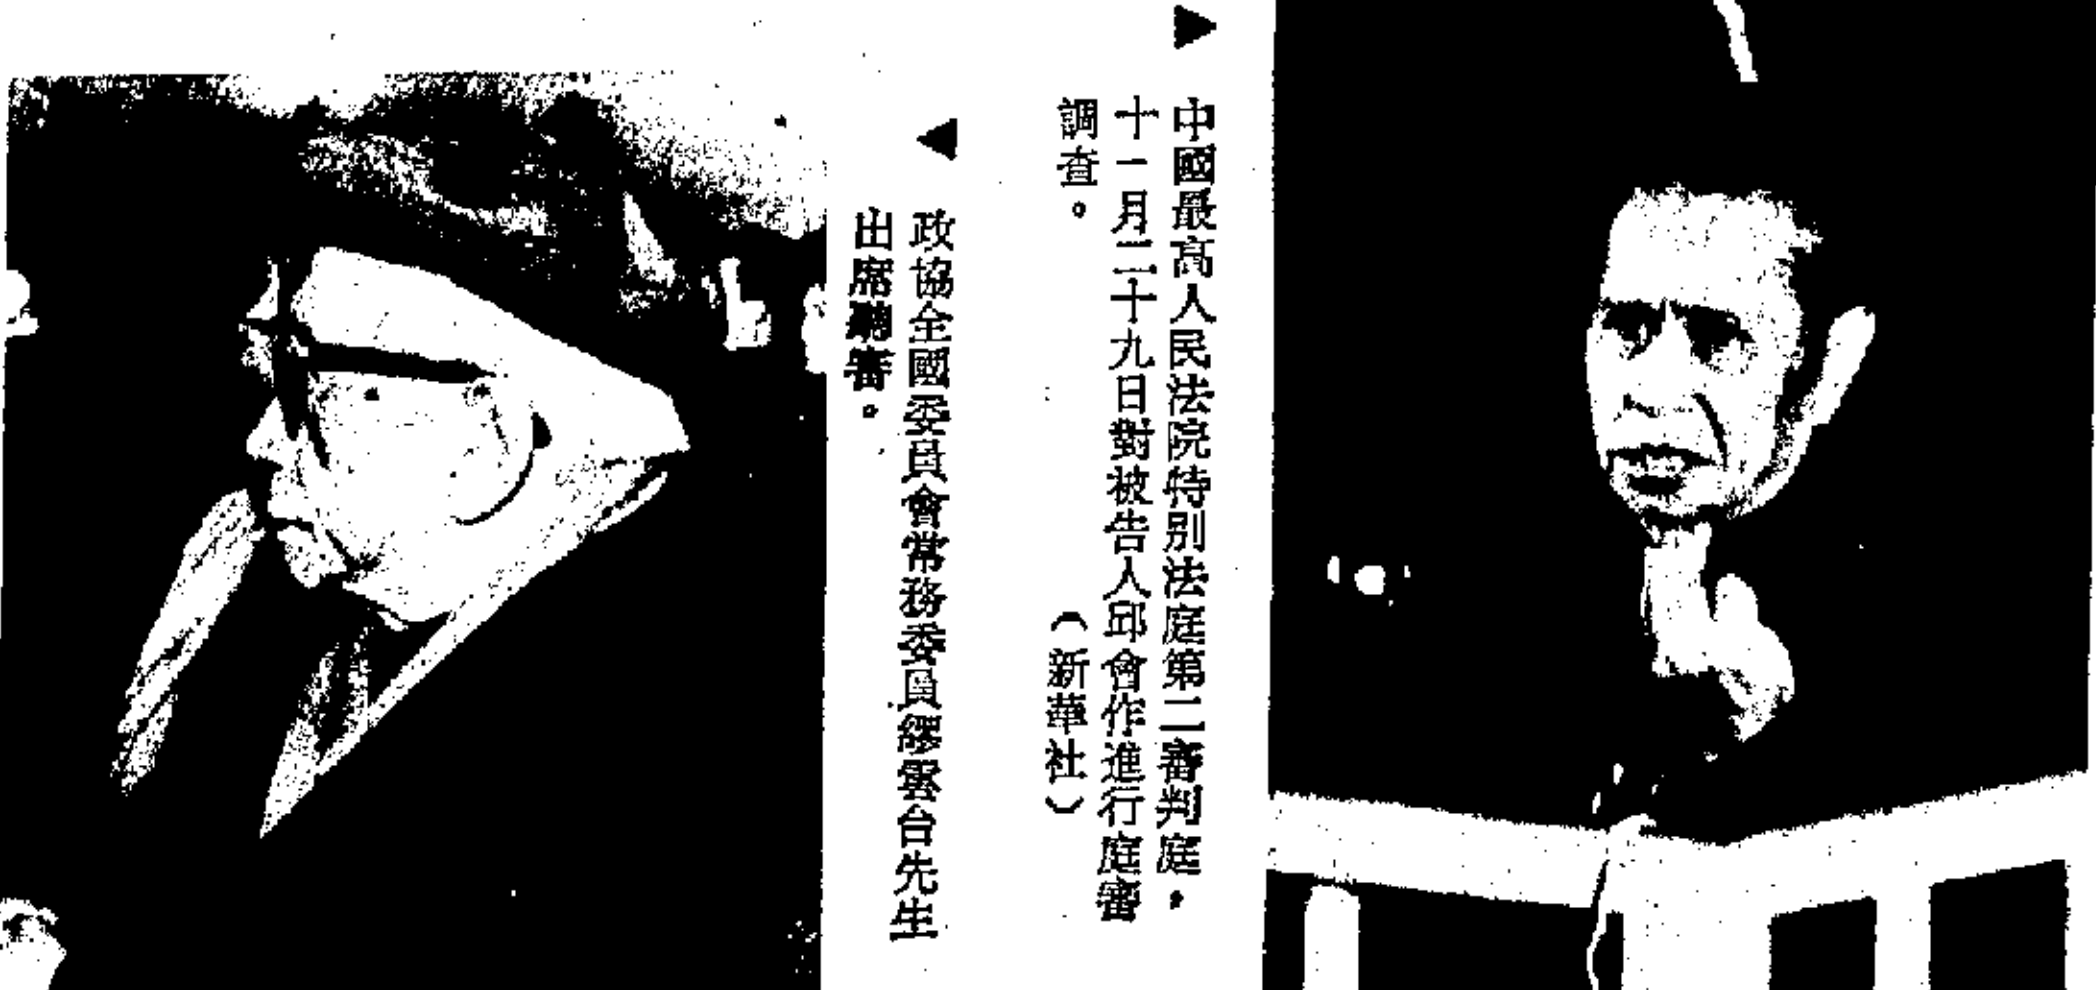 中國最高人民法院特別法庭第二審判庭，
十一月二十九日對被告人邱會作進行庭審
調查。　　　　　　　　（新華社）
政協全國委員會常務委員繆雲台先生
出席聽審。